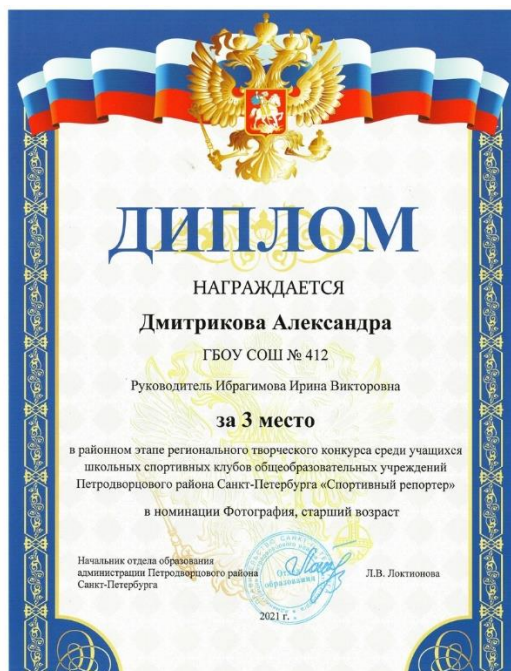 ДИПЛОМ
НАГРАЖДАЕТСЯ
Дмитрикова Александра
ГБОУ СОШ № 412
Руководитель Ибрагимова Ирина Викторовна
за 3 место
в районном этапе регионального творческого конкурса среди учащихся
школьных спортивных клубов общеобразовательных учреждений
Петродворцового района Санкт-Петербурга «Спортивный репортер»
в номинации Фотография, старший возраст
Начальник отдела образования
администрации Петродворцового района
Санкт-Петербурга
Отдел
образования
Л.В. Локтионова
2021 г.